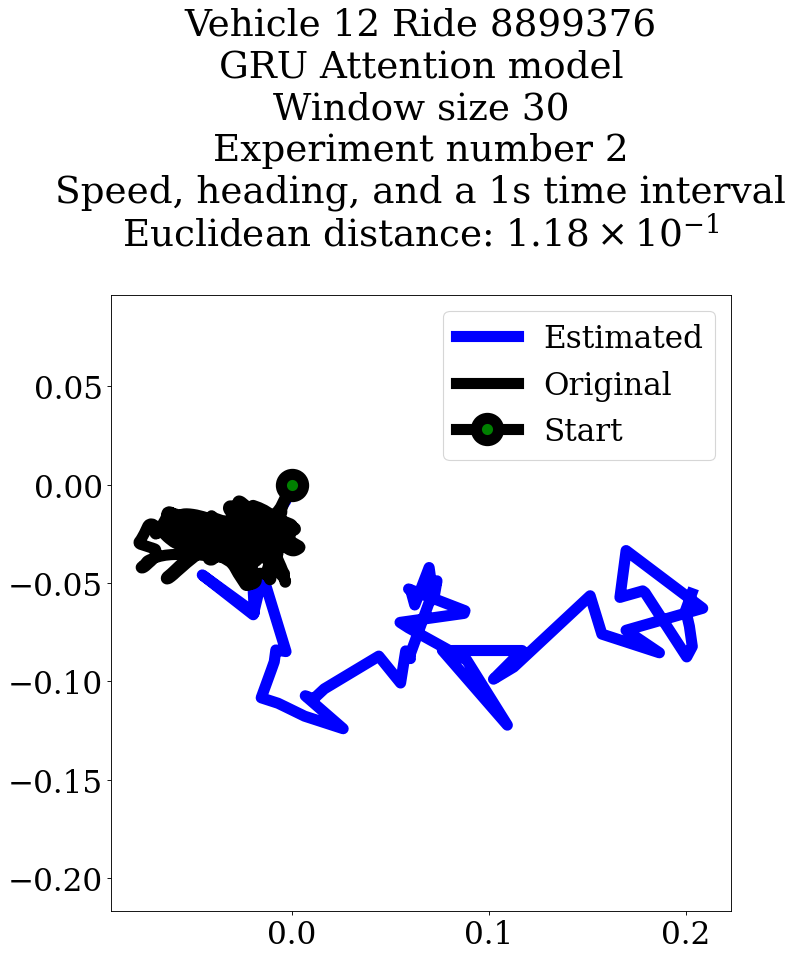 Vehicle 12 Ride 8899376
GRU Attention model
Window size 30
Experiment number 2
Speed, heading, and a 1s time interval
Euclidean distance: 1.18 × 10⁻¹
Estimated
Original
Start
0.05
0.00
−0.05
−0.10
−0.15
−0.20
0.0 0.1 0.2